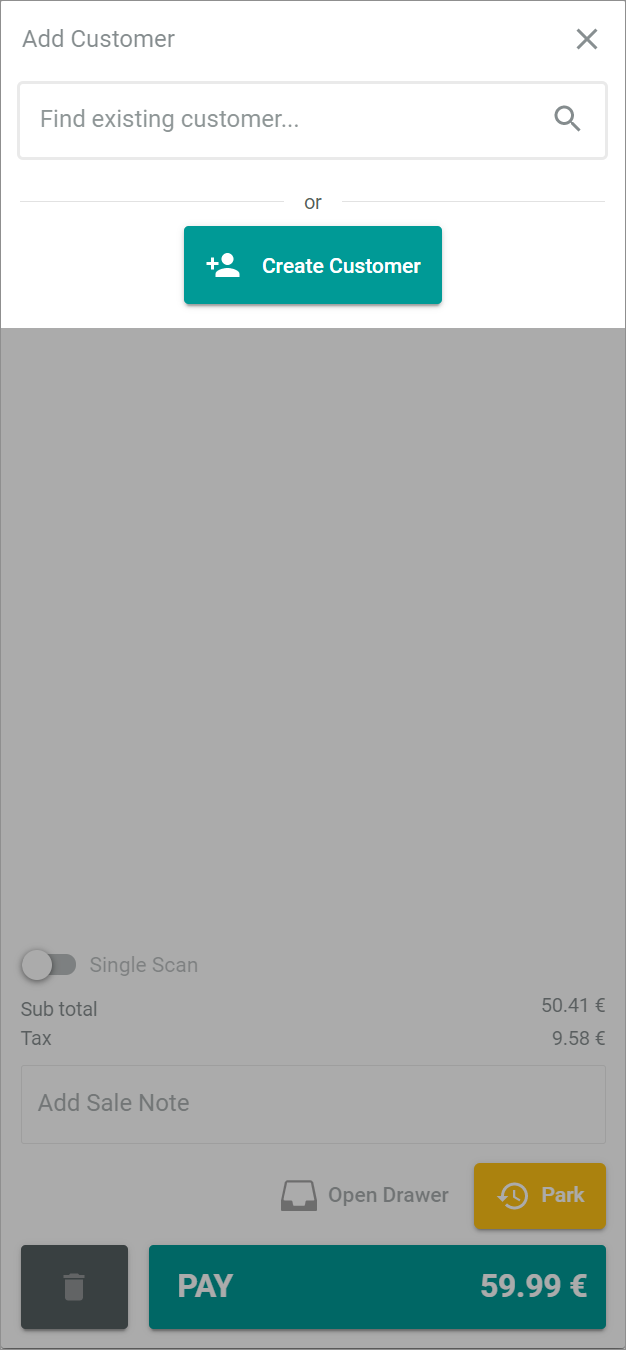 Add Customer
Find existing customer...
or
Create Customer
Single Scan
Sub total 50.41 €
Tax 9.58 €
Add Sale Note
Open Drawer Park
PAY 59.99 €